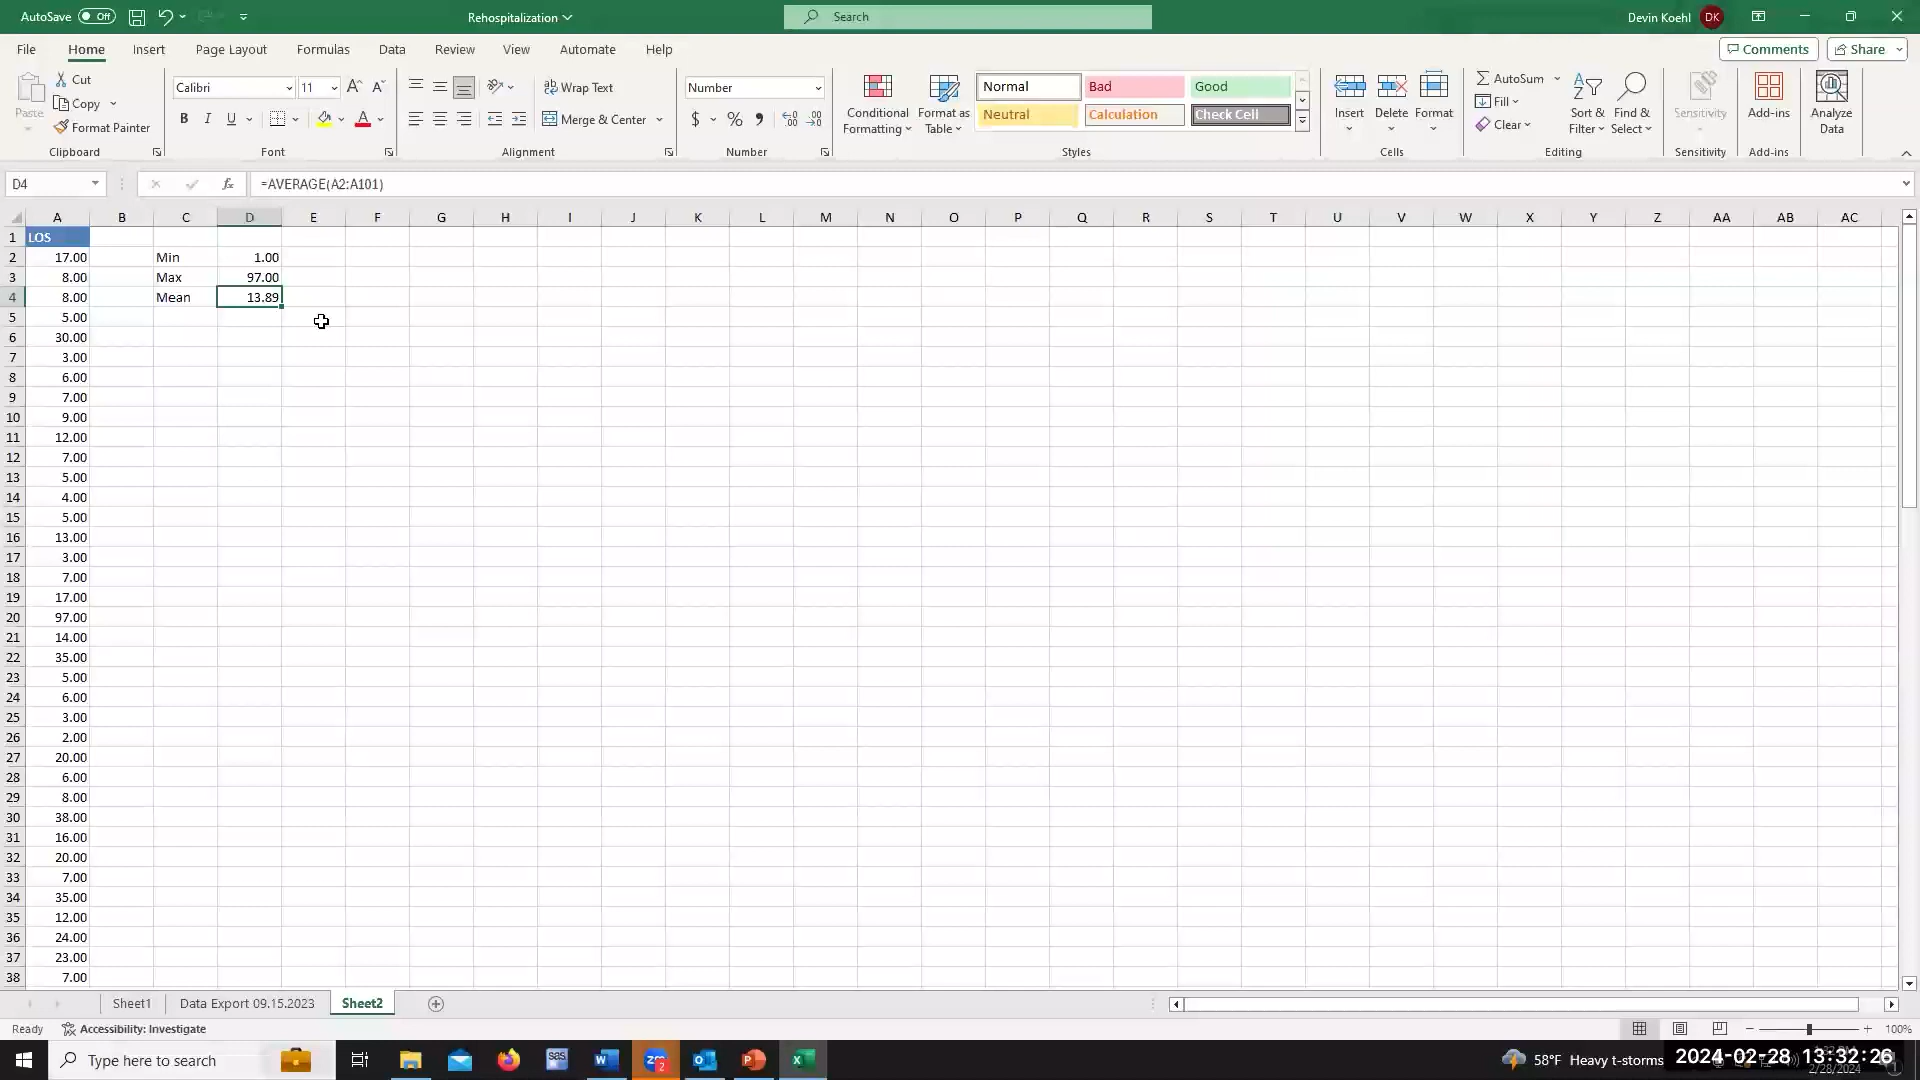 AutoSave Off Rehospitalization Search Devin Koehl DK
File Home Insert Page Layout Formulas Data Review View Automate Help Comments Share
Paste Cut Copy Format Painter Clipboard
Calibri 11 A A B I U A Font
Wrap Text Merge & Center Alignment
Number $ % 9 .00 Number
Conditional Formatting Format as Table Normal Bad Good Neutral Calculation Check Cell Styles
Insert Delete Format Cells
AutoSum Fill Clear Sort & Filter Find & Select Editing
Sensitivity Sensitivity
Add-ins Add-ins
Analyze Data
D4 fx =AVERAGE(A2:A101)
A B C D E F G H I J K L M N O P Q R S T U V W X Y Z AA AB AC
1 LOS
2 17.00 Min 1.00
3 8.00 Max 97.00
4 8.00 Mean 13.89
5 5.00
6 30.00
7 3.00
8 6.00
9 7.00
10 9.00
11 12.00
12 7.00
13 5.00
14 4.00
15 5.00
16 13.00
17 3.00
18 7.00
19 17.00
20 97.00
21 14.00
22 35.00
23 5.00
24 6.00
25 3.00
26 2.00
27 20.00
28 6.00
29 8.00
30 38.00
31 16.00
32 20.00
33 7.00
34 35.00
35 12.00
36 24.00
37 23.00
38 7.00
Sheet1 Data Export 09.15.2023 Sheet2
Ready Accessibility: Investigate 100%
Type here to search 58°F Heavy t-storms 2024-02-28 13:32:26
2/28/2024